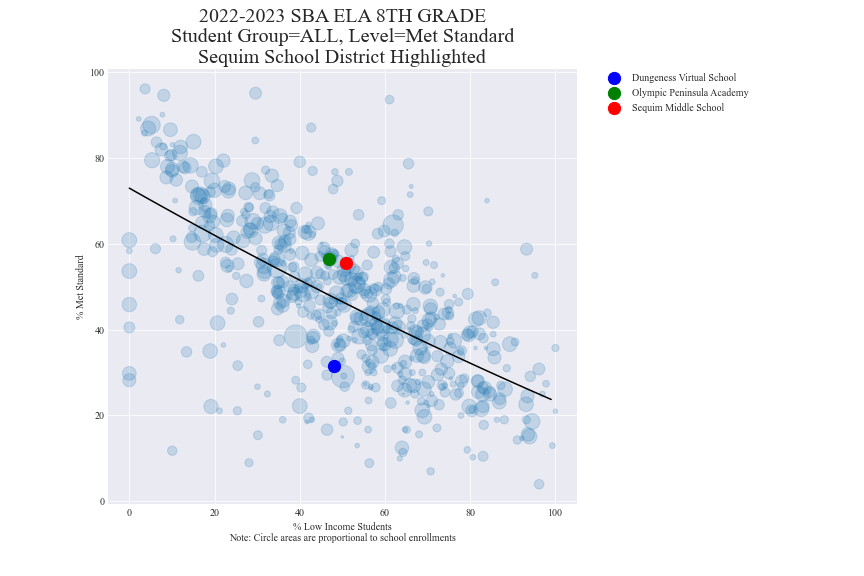 2022-2023 SBA ELA 8TH GRADE
Student Group=ALL, Level=Met Standard
Sequim School District Highlighted
Dungeness Virtual School
Olympic Peninsula Academy
Sequim Middle School
% Met Standard
100
80
60
40
20
0
0 20 40 60 80 100
% Low Income Students
Note: Circle areas are proportional to school enrollments